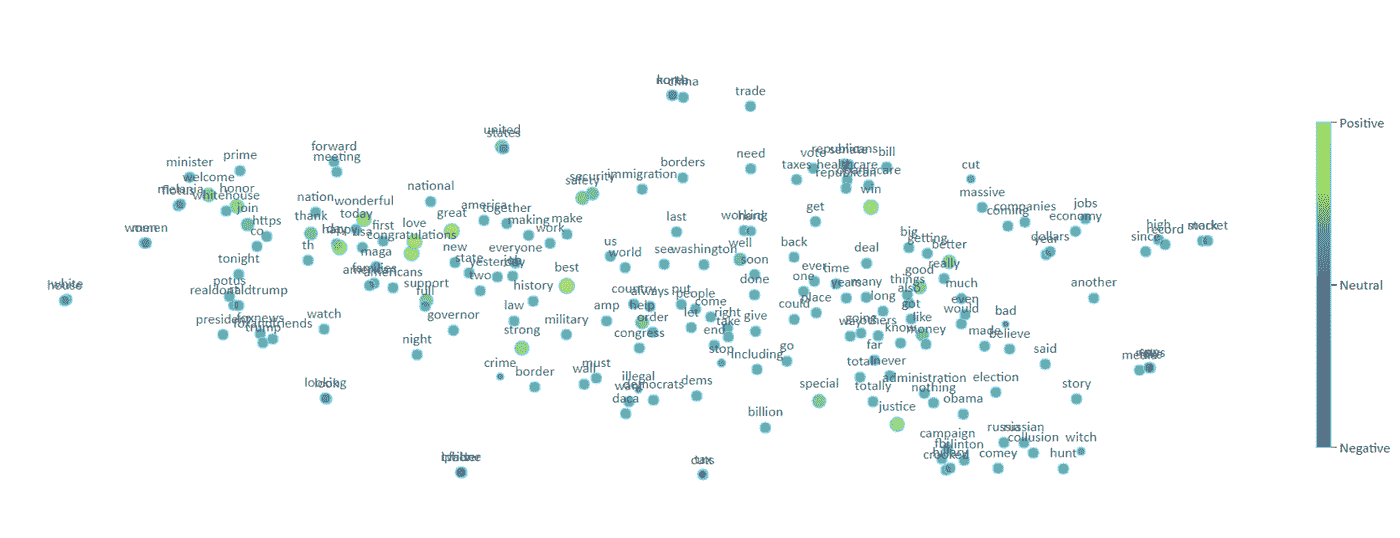 china
trade
Positive
united
states
forward
meeting
minister
prime
welcome
need
borders
immigration
security
safety
vote
republicans
senate
bill
taxes
healthcare
obamacare
republican
cut
win
massive
melania
flotus
honor
whitehouse
join
nation
wonderful
national
today
great
america
together
making
make
thank
https
co
first
love
congratulations
happy
usa
work
last
working
hard
get
coming
companies
jobs
economy
dollars
year
high
record
since
stock
market
women
men
th
tonight
maga
families
americans
new
state
everyone
yesterday
job
two
us
world
see
washington
well
soon
back
deal
big
getting
better
really
Neutral
white
house
potus
realdonaldtrump
support
full
history
best
country
always
put
people
done
ever
time
one
years
many
good
things
much
another
president
foxnews
foxandfriends
trump
watch
governor
law
military
amp
help
order
congress
let
come
take
right
end
give
could
place
long
also
got
even
would
bad
night
strong
going
way
others
like
know
money
made
believe
said
media
news
crime
border
wall
must
illegal
want
democrats
daca
dems
stop
including
go
far
total
never
totally
administration
nothing
election
story
looking
look
billion
special
justice
obama
campaign
fbi
clinton
hillary
crooked
russia
russian
collusion
comey
witch
hunt
tax
cuts
Negative